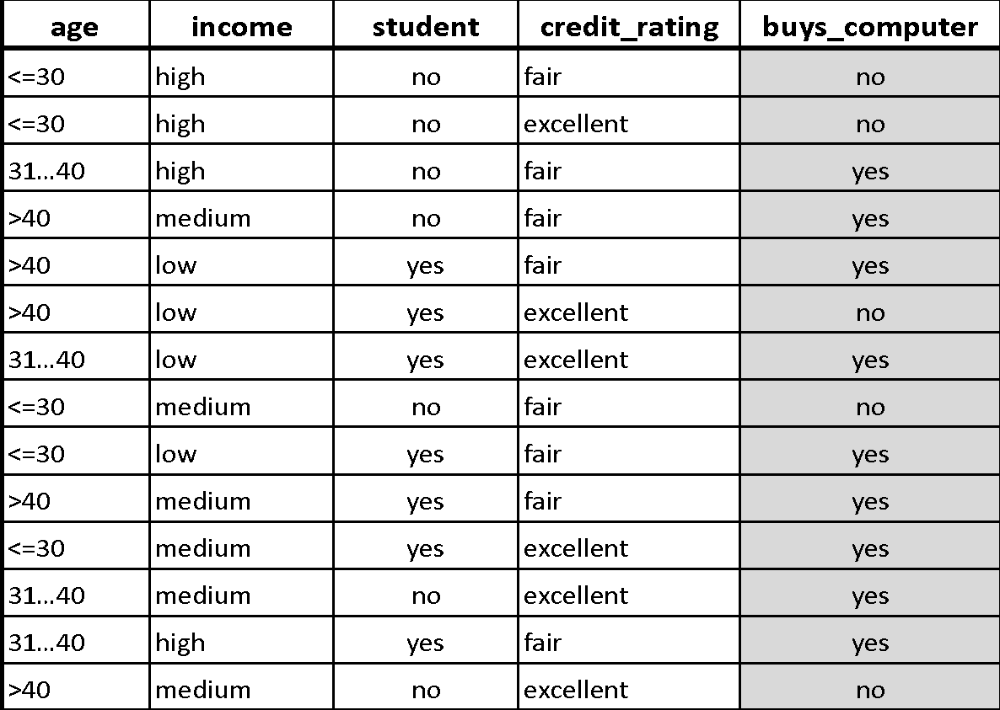 age income student credit_rating buys_computer
<=30 high no fair no
<=30 high no excellent no
31…40 high no fair yes
>40 medium no fair yes
>40 low yes fair yes
>40 low yes excellent no
31…40 low yes excellent yes
<=30 medium no fair no
<=30 low yes fair yes
>40 medium yes fair yes
<=30 medium yes excellent yes
31…40 medium no excellent yes
31…40 high yes fair yes
>40 medium no excellent no